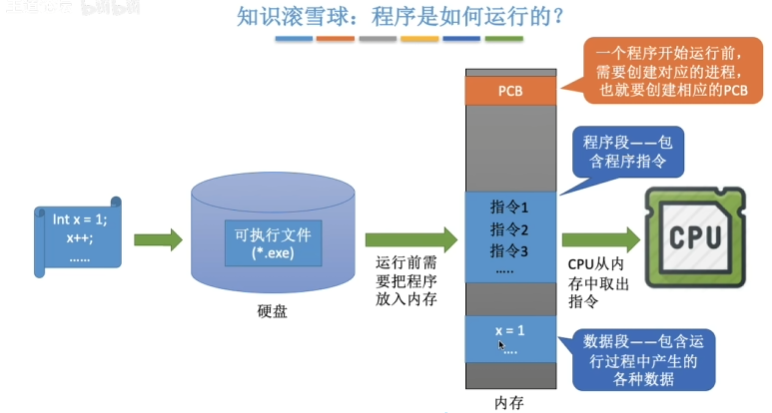 知识滚雪球：程序是如何运行的？
bilibili
一个程序开始运行前，
需要创建对应的进程，
也就要创建相应的PCB
PCB
程序段——包
含程序指令
Int x = 1;
x++;
……
可执行文件
(*.exe)
硬盘
运行前需
要把程序
放入内存
指令1
指令2
指令3
…..
CPU从内
存中取出
指令
CPU
x = 1
….
数据段——包含运
行过程中产生的
各种数据
内存